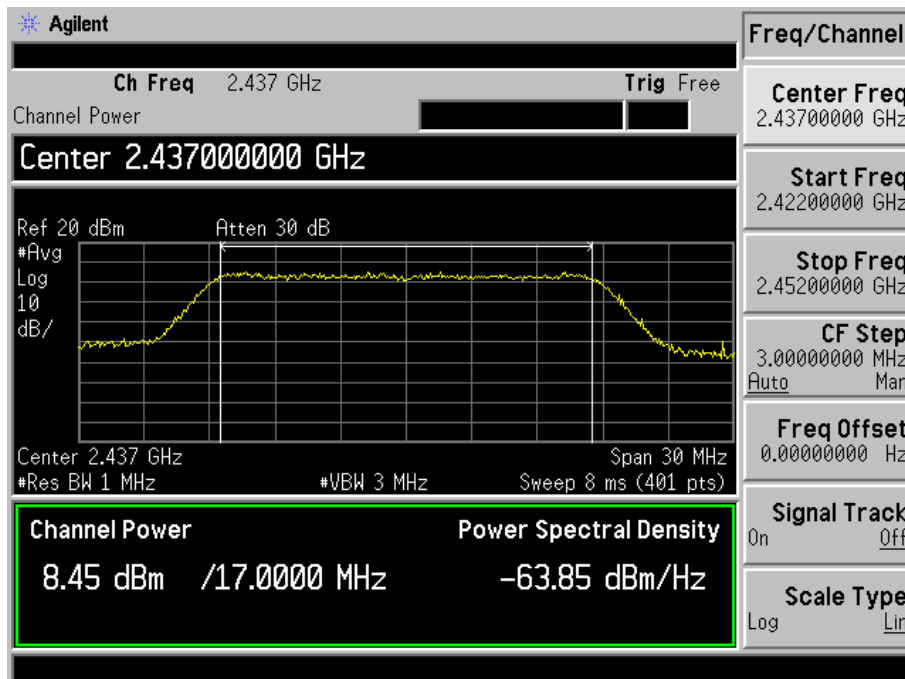 Agilent
Freq/Channel
Ch Freq 2.437 GHz Trig Free
Channel Power
Center 2.437000000 GHz
Ref 20 dBm Atten 30 dB
#Avg
Log
10
dB/
Center 2.437 GHz Span 30 MHz
#Res BW 1 MHz #VBW 3 MHz Sweep 8 ms (401 pts)
Channel Power Power Spectral Density
8.45 dBm /17.0000 MHz -63.85 dBm/Hz
Center Freq
2.43700000 GHz
Start Freq
2.42200000 GHz
Stop Freq
2.45200000 GHz
CF Step
3.00000000 MHz
Auto Man
Freq Offset
0.00000000 Hz
Signal Track
On Off
Scale Type
Log Lin